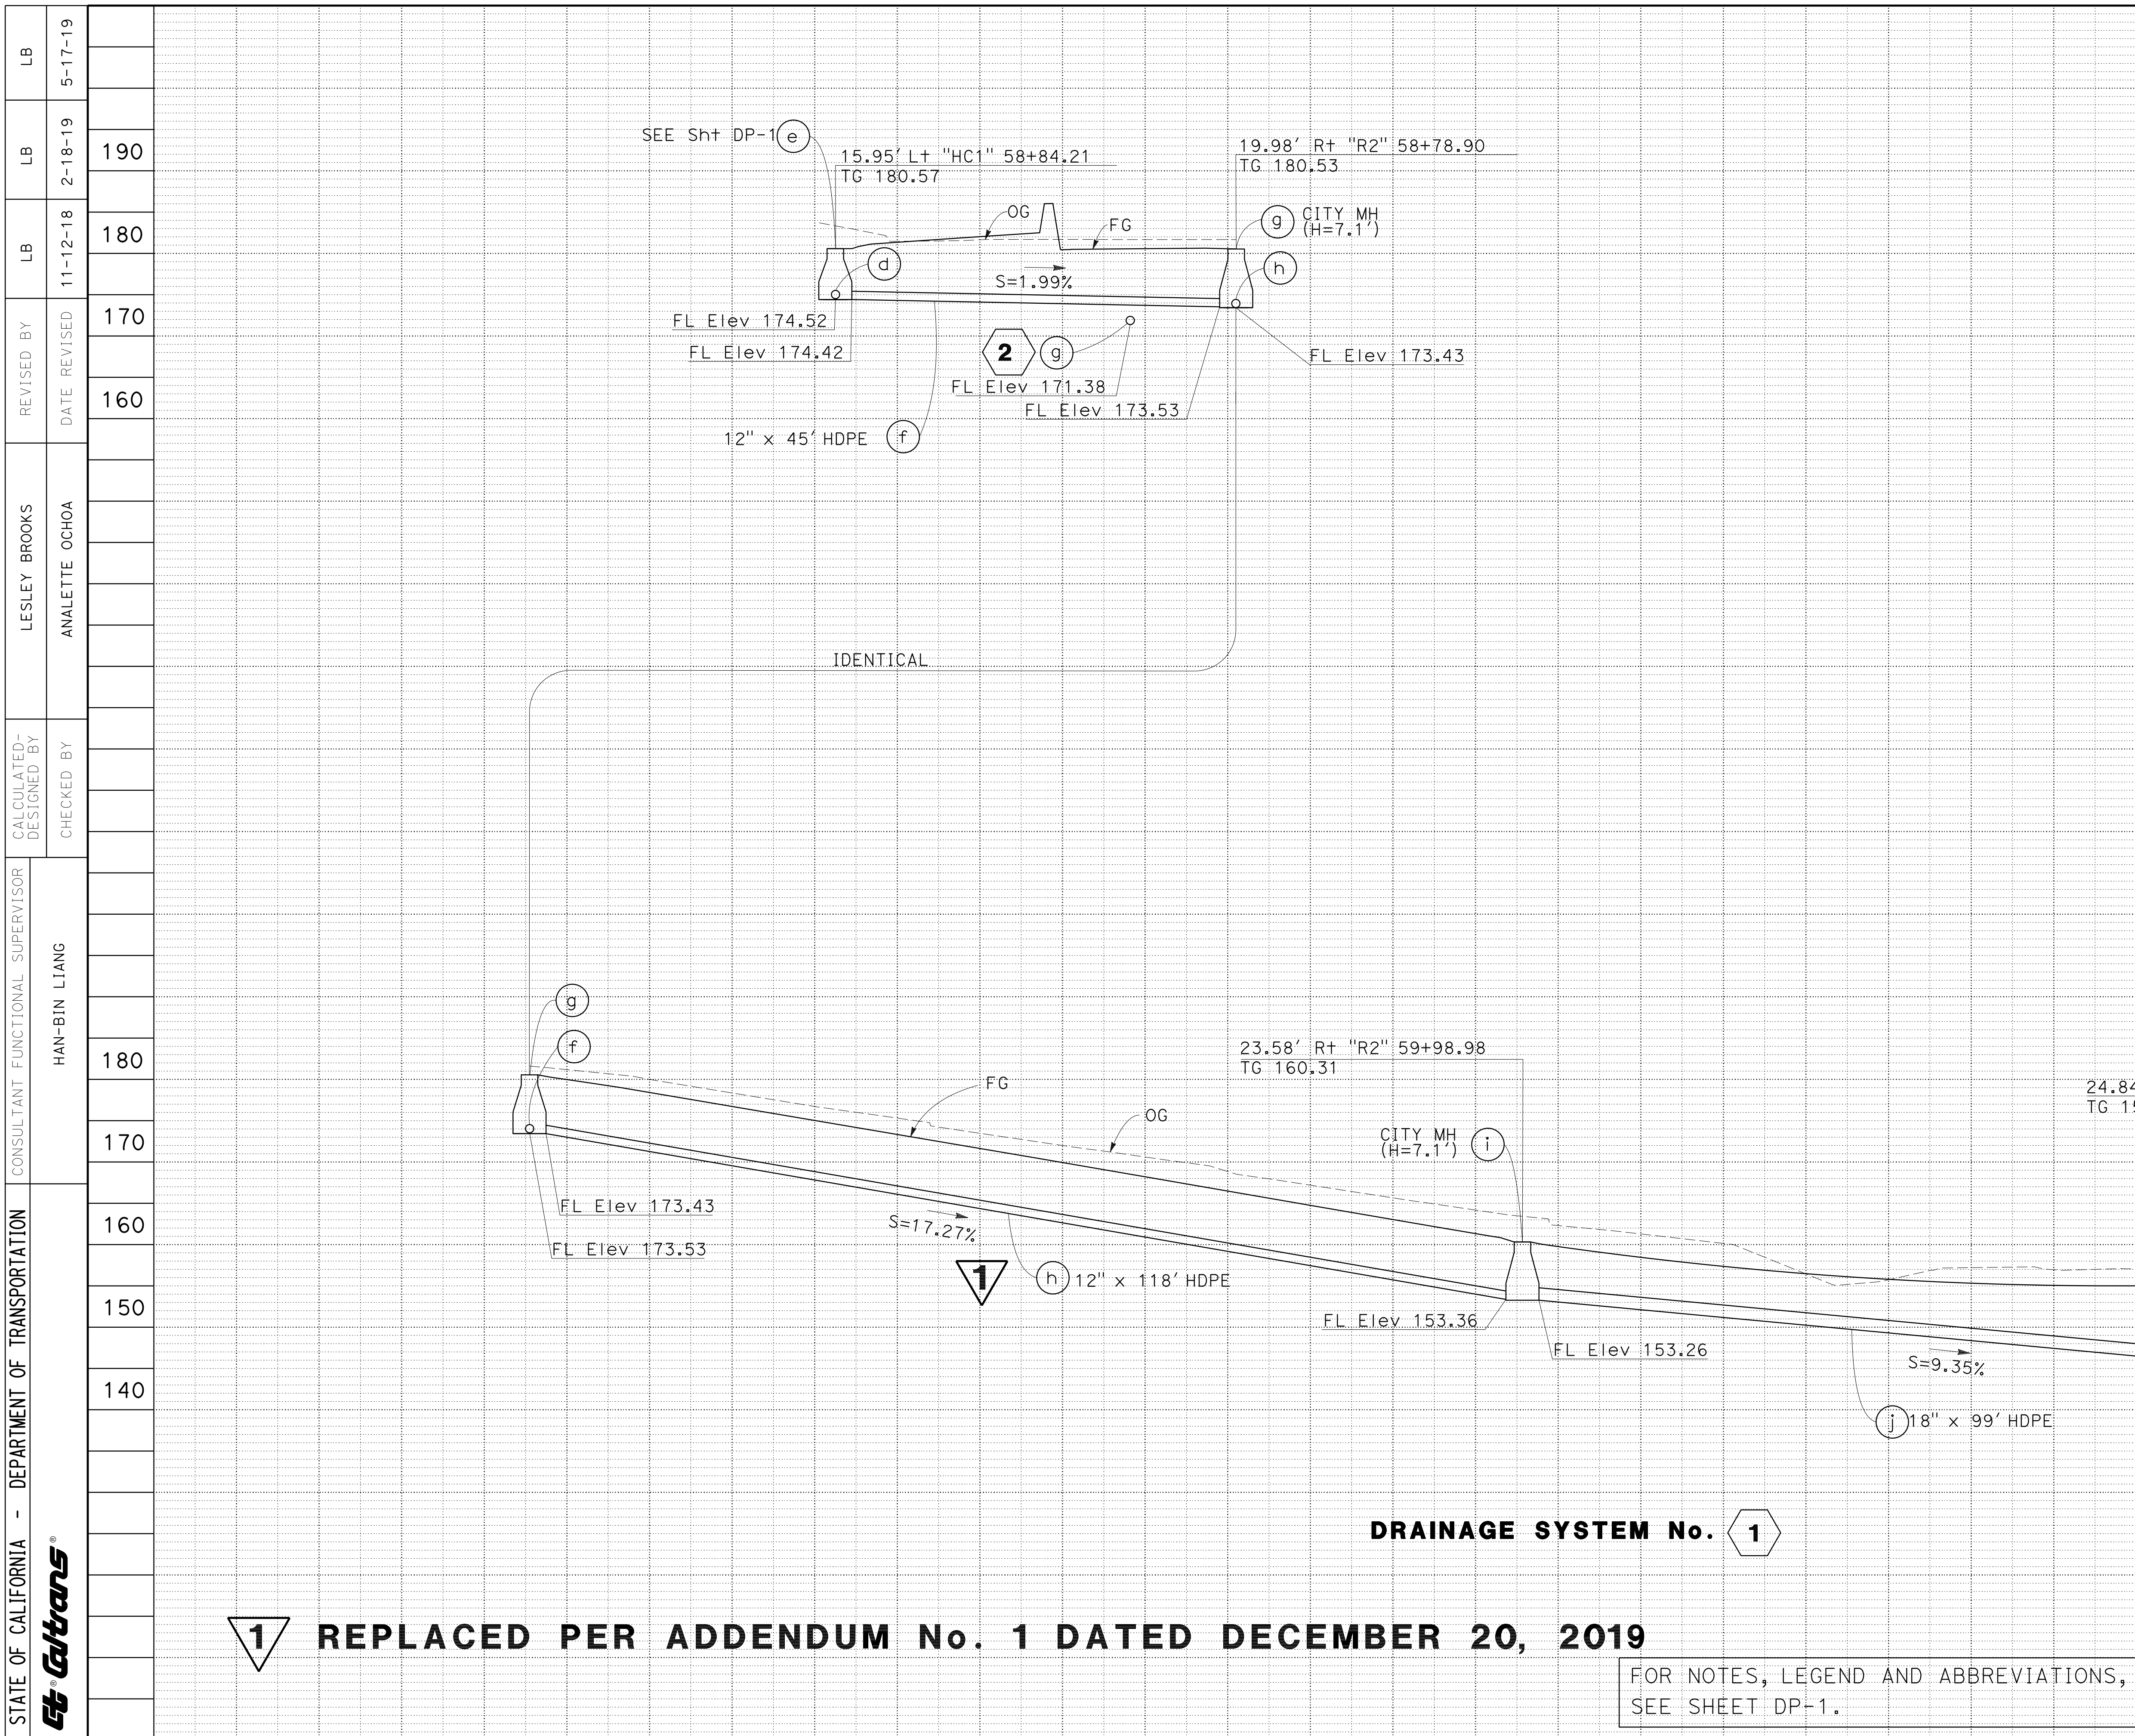 LB
5-17-19
LB
2-18-19
LB
11-12-18
REVISED BY
DATE REVISED
LESLEY BROOKS
ANALETTE OCHOA
CALCULATED-
DESIGNED BY
CHECKED BY
CONSULTANT FUNCTIONAL SUPERVISOR
HAN-BIN LIANG
STATE OF CALIFORNIA - DEPARTMENT OF TRANSPORTATION
Caltrans®
190
180
170
160
SEE Sht DP-1 e
15.95' Lt "HC1" 58+84.21
TG 180.57
19.98' Rt "R2" 58+78.90
TG 180.53
OG
FG
g CITY MH
(H=7.1')
d
h
S=1.99%
FL Elev 174.52
FL Elev 174.42
2 g
FL Elev 173.43
FL Elev 171.38
FL Elev 173.53
12" x 45' HDPE f
IDENTICAL
180
170
160
150
140
g
f
23.58' Rt "R2" 59+98.98
TG 160.31
FG
OG
24.84
TG 15
CITY MH
(H=7.1') i
FL Elev 173.43
FL Elev 173.53
S=17.27%
1
h 12" x 118' HDPE
FL Elev 153.36
FL Elev 153.26
S=9.35%
j 18" x 99' HDPE
DRAINAGE SYSTEM No. 1
1 REPLACED PER ADDENDUM No. 1 DATED DECEMBER 20, 2019
FOR NOTES, LEGEND AND ABBREVIATIONS,
SEE SHEET DP-1.